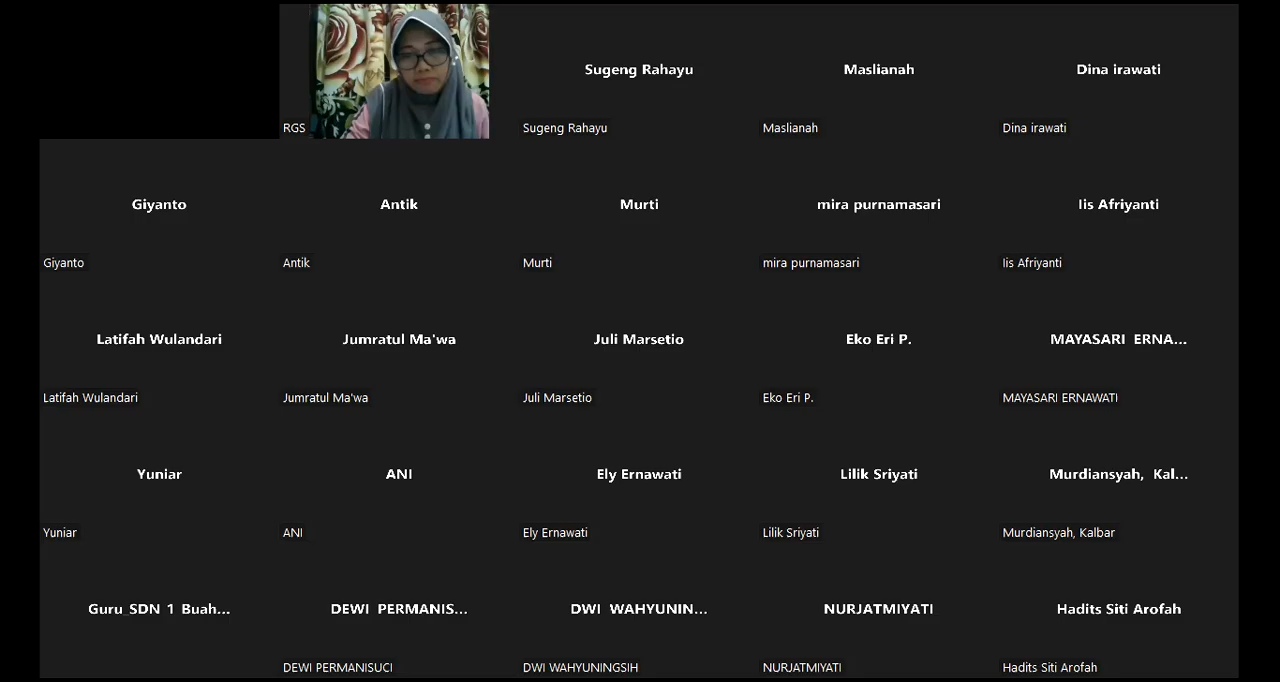 RGS
Sugeng Rahayu
Sugeng Rahayu
Maslianah
Maslianah
Dina irawati
Dina irawati
Giyanto
Giyanto
Antik
Antik
Murti
Murti
mira purnamasari
mira purnamasari
Iis Afriyanti
Iis Afriyanti
Latifah Wulandari
Latifah Wulandari
Jumratul Ma'wa
Jumratul Ma'wa
Juli Marsetio
Juli Marsetio
Eko Eri P.
Eko Eri P.
MAYASARI ERNA...
MAYASARI ERNAWATI
Yuniar
Yuniar
ANI
ANI
Ely Ernawati
Ely Ernawati
Lilik Sriyati
Lilik Sriyati
Murdiansyah, Kal...
Murdiansyah, Kalbar
Guru SDN 1 Buah...
DEWI PERMANIS...
DEWI PERMANISUCI
DWI WAHYUNIN...
DWI WAHYUNINGSIH
NURJATMIYATI
NURJATMIYATI
Hadits Siti Arofah
Hadits Siti Arofah